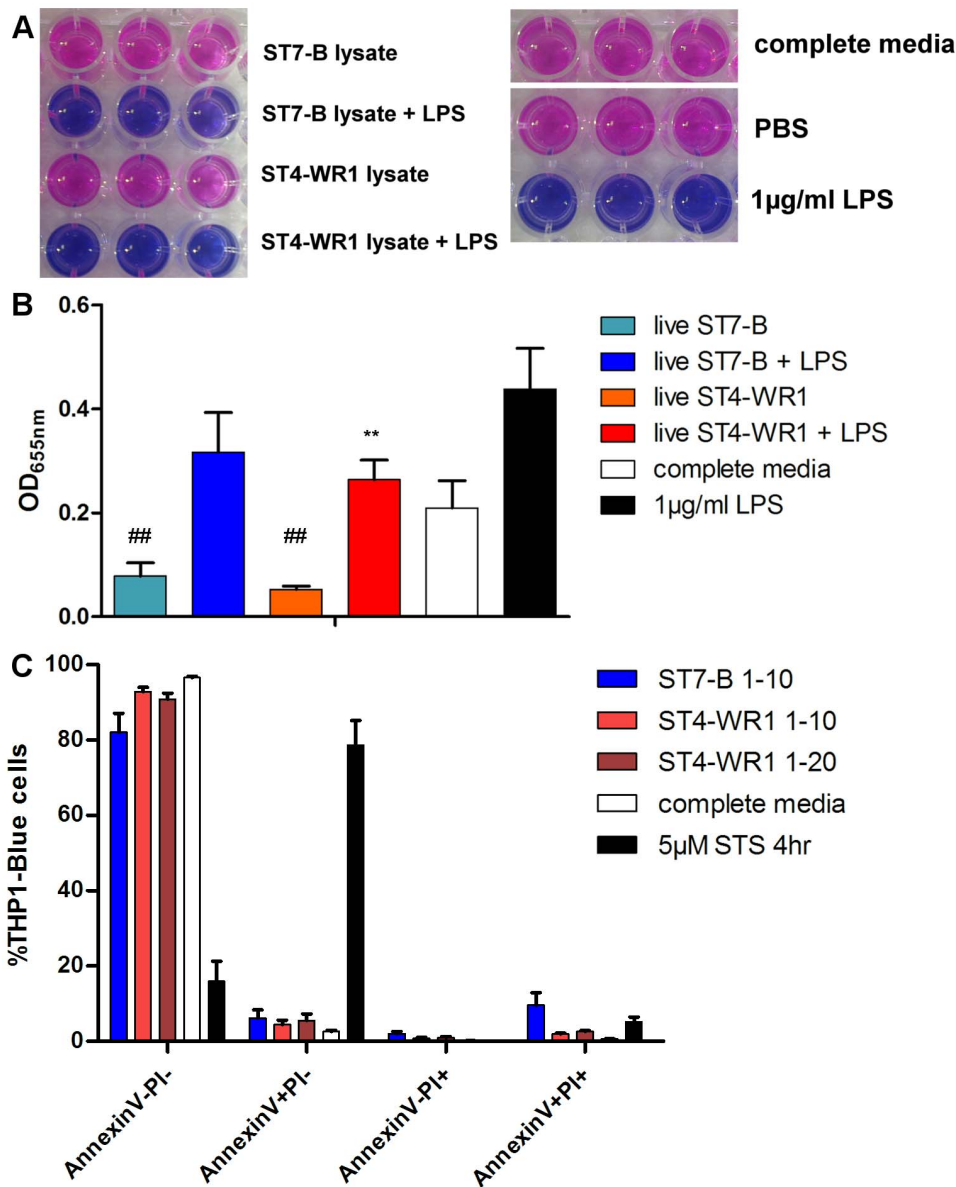 A
ST7-B lysate
ST7-B lysate + LPS
ST4-WR1 lysate
ST4-WR1 lysate + LPS
complete media
PBS
1µg/ml LPS
B
OD655nm
0.6
0.4
0.2
0.0
##
##
**
live ST7-B
live ST7-B + LPS
live ST4-WR1
live ST4-WR1 + LPS
complete media
1µg/ml LPS
C
%THP1-Blue cells
100
80
60
40
20
0
AnnexinV-PI-
AnnexinV+PI-
AnnexinV-PI+
AnnexinV+PI+
ST7-B 1-10
ST4-WR1 1-10
ST4-WR1 1-20
complete media
5µM STS 4hr